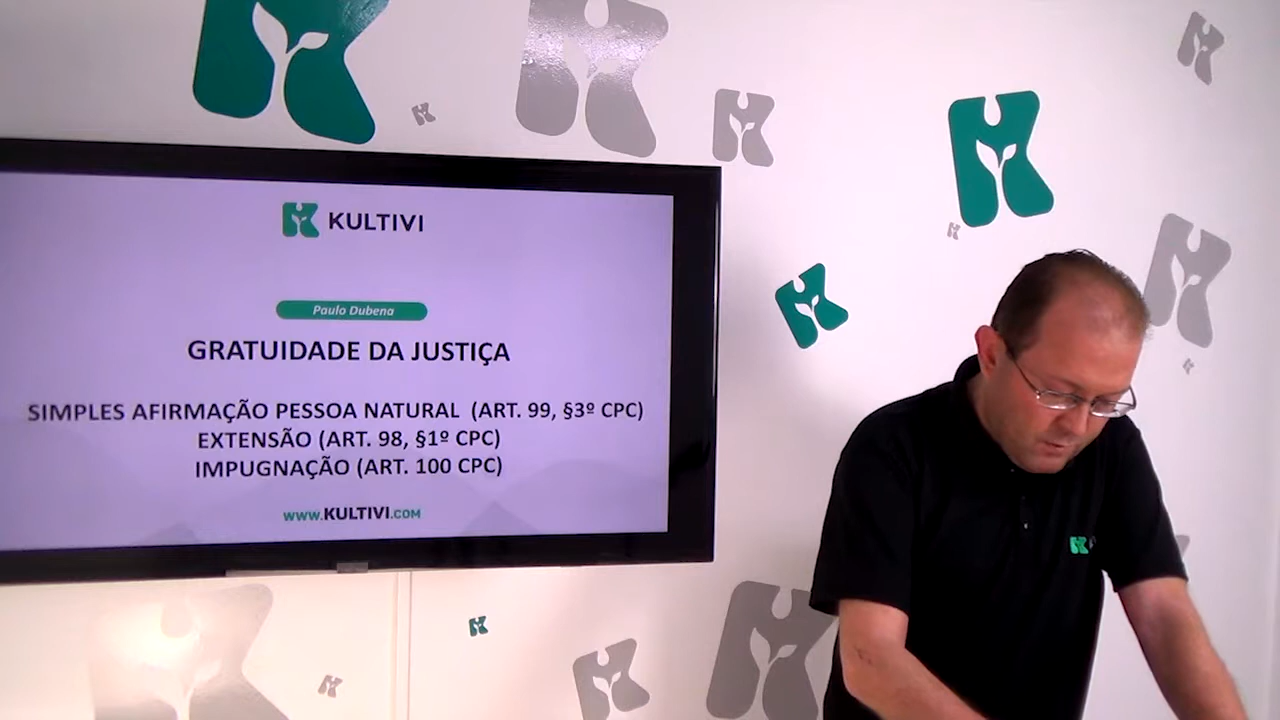 KULTIVI
Paulo Dubena
GRATUIDADE DA JUSTIÇA
SIMPLES AFIRMAÇÃO PESSOA NATURAL (ART. 99, §3º CPC)
EXTENSÃO (ART. 98, §1º CPC)
IMPUGNAÇÃO (ART. 100 CPC)
WWW.KULTIVI.COM